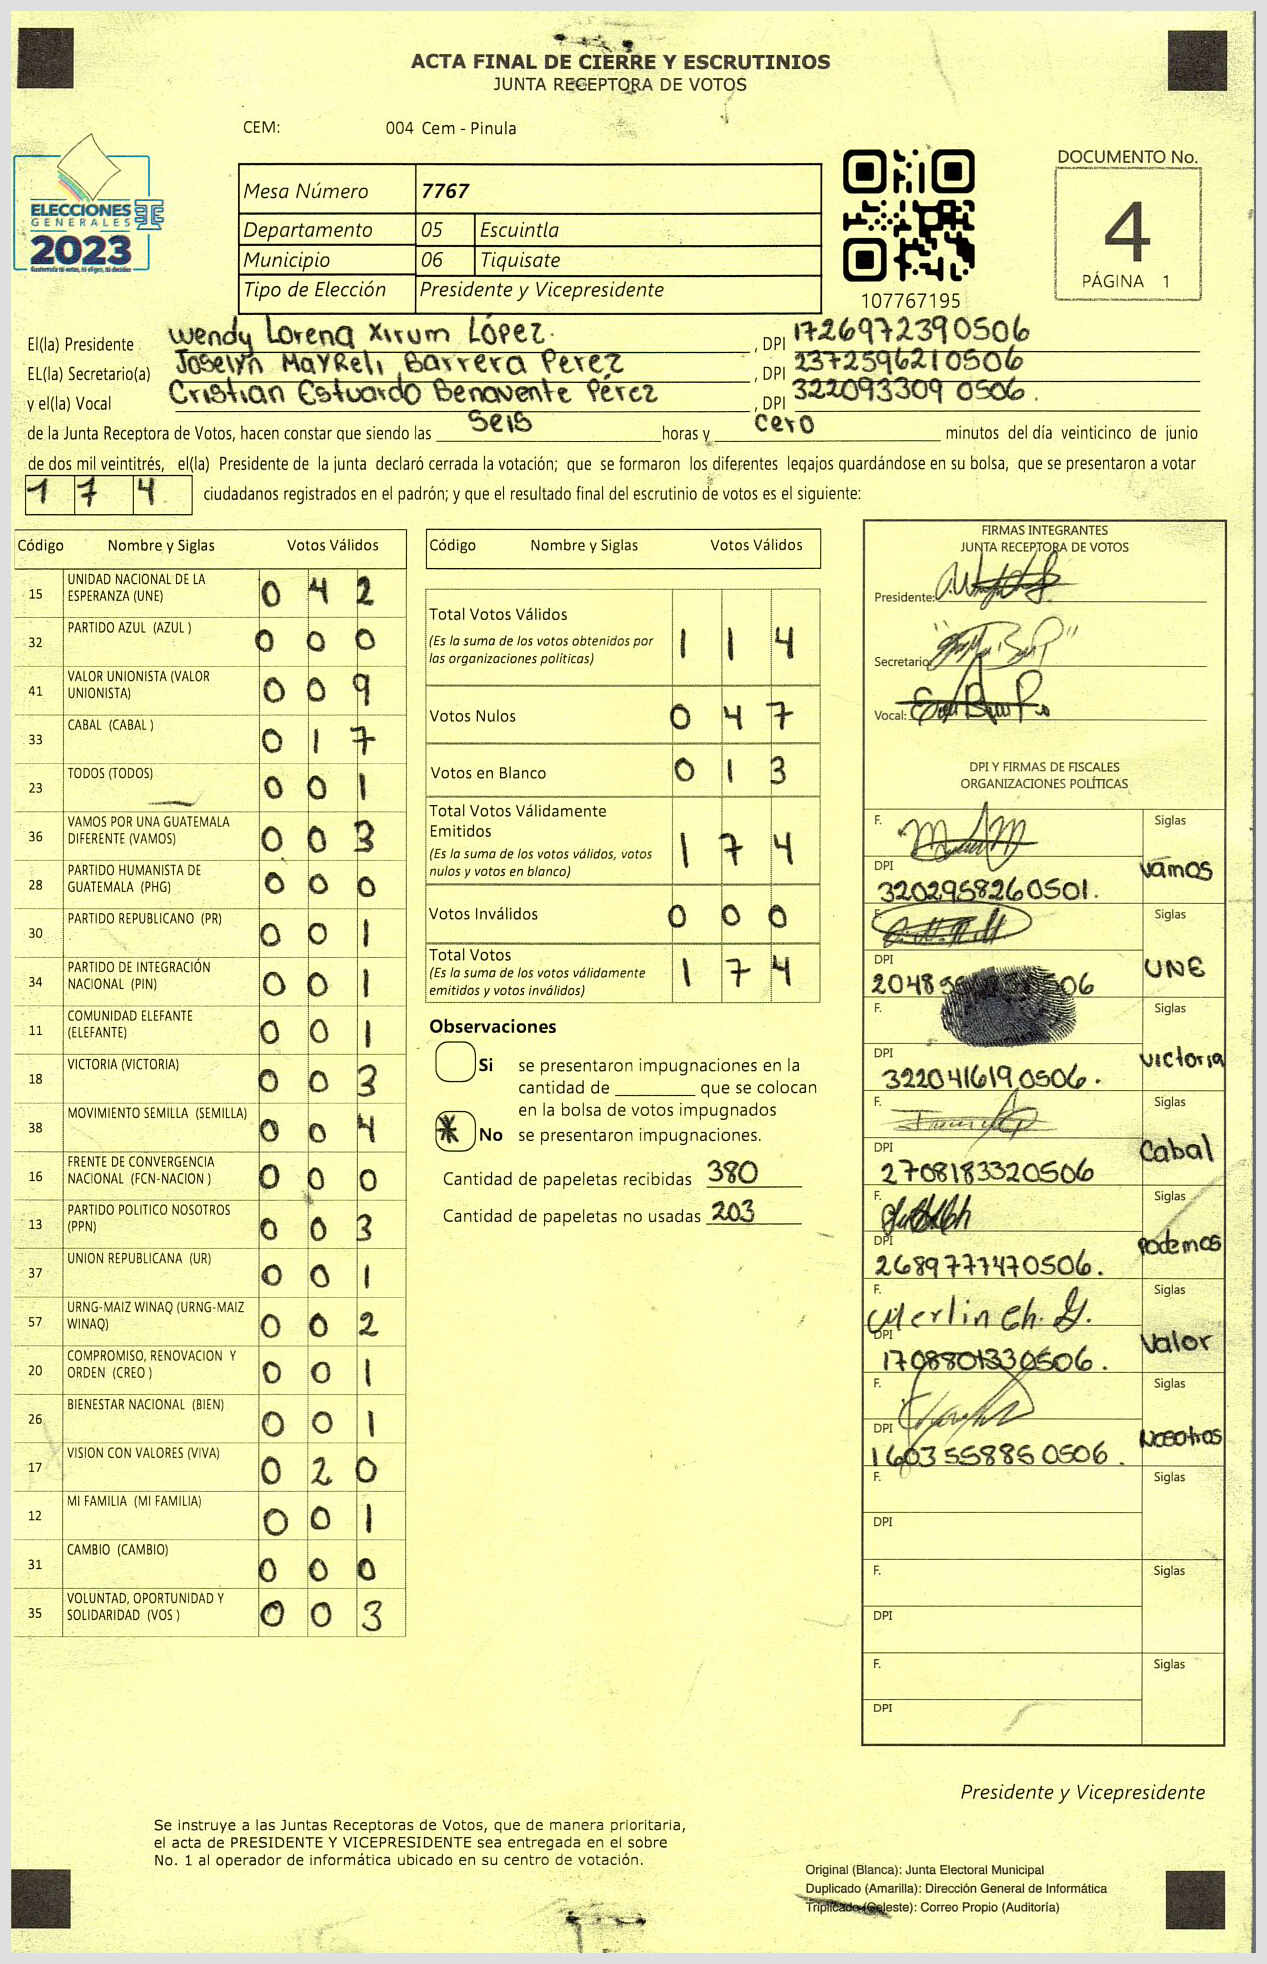 ACTA FINAL DE CIERRE Y ESCRUTINIOS
JUNTA RECEPTORA DE VOTOS
CEM: 004 Cem - Pinula
ELECCIONES
GENERALES
2023
Mesa Número 7767
Departamento 05 Escuintla
Municipio 06 Tiquisate
Tipo de Elección Presidente y Vicepresidente
107767195
DOCUMENTO No.
4
PÁGINA 1
El(la) Presidente Wendy Lorena Xirum López. , DPI 1726972390506
EL(la) Secretario(a) Joselyn MaYReli Barrera Perez , DPI 2372596210506
y el(la) Vocal Cristian Estuardo Benavente Pérez , DPI 322093309 0506.
de la Junta Receptora de Votos, hacen constar que siendo las seis horas y cero minutos del día veinticinco de junio
de dos mil veintitrés, el(la) Presidente de la junta declaró cerrada la votación; que se formaron los diferentes legajos guardándose en su bolsa, que se presentaron a votar
1 7 4 ciudadanos registrados en el padrón; y que el resultado final del escrutinio de votos es el siguiente:
Código Nombre y Siglas Votos Válidos
15 UNIDAD NACIONAL DE LA
ESPERANZA (UNE) 0 4 2
32 PARTIDO AZUL (AZUL ) 0 0 0
41 VALOR UNIONISTA (VALOR
UNIONISTA) 0 0 9
33 CABAL (CABAL ) 0 1 7
23 TODOS (TODOS) 0 0 1
36 VAMOS POR UNA GUATEMALA
DIFERENTE (VAMOS) 0 0 3
28 PARTIDO HUMANISTA DE
GUATEMALA (PHG) 0 0 0
30 PARTIDO REPUBLICANO (PR) 0 0 1
34 PARTIDO DE INTEGRACIÓN
NACIONAL (PIN) 0 0 1
11 COMUNIDAD ELEFANTE
(ELEFANTE) 0 0 1
18 VICTORIA (VICTORIA) 0 0 3
38 MOVIMIENTO SEMILLA (SEMILLA) 0 0 4
16 FRENTE DE CONVERGENCIA
NACIONAL (FCN-NACION ) 0 0 0
13 PARTIDO POLITICO NOSOTROS
(PPN) 0 0 3
37 UNION REPUBLICANA (UR) 0 0 1
57 URNG-MAIZ WINAQ (URNG-MAIZ
WINAQ) 0 0 2
20 COMPROMISO, RENOVACION Y
ORDEN (CREO ) 0 0 1
26 BIENESTAR NACIONAL (BIEN) 0 0 1
17 VISION CON VALORES (VIVA) 0 2 0
12 MI FAMILIA (MI FAMILIA) 0 0 1
31 CAMBIO (CAMBIO) 0 0 0
35 VOLUNTAD, OPORTUNIDAD Y
SOLIDARIDAD (VOS ) 0 0 3
Código Nombre y Siglas Votos Válidos
Total Votos Válidos 1 1 4
(Es la suma de los votos obtenidos por
las organizaciones políticas)
Votos Nulos 0 4 7
Votos en Blanco 0 1 3
Total Votos Válidamente
Emitidos 1 7 4
(Es la suma de los votos válidos, votos
nulos y votos en blanco)
Votos Inválidos 0 0 0
Total Votos 1 7 4
(Es la suma de los votos válidamente
emitidos y votos inválidos)
Observaciones
Si se presentaron impugnaciones en la
cantidad de ________ que se colocan
en la bolsa de votos impugnados
No se presentaron impugnaciones.
Cantidad de papeletas recibidas 380
Cantidad de papeletas no usadas 203
FIRMAS INTEGRANTES
JUNTA RECEPTORA DE VOTOS
Presidente:
Secretario
Vocal:
DPI Y FIRMAS DE FISCALES
ORGANIZACIONES POLÍTICAS
F. Siglas
DPI 3202958260501. vamos
F. Siglas
DPI UNE
F. Siglas
DPI 3220416190506. victoria
F. Siglas
DPI 2708183320506 Cabal
F. Siglas
DPI 2689777470506. Podemos
F. Merlin Ch. G. Siglas
DPI 1708801330506. Valor
F. Siglas
DPI 1603558850506. Nosotros
F. Siglas
DPI
F. Siglas
DPI
F. Siglas
DPI
Presidente y Vicepresidente
Se instruye a las Juntas Receptoras de Votos, que de manera prioritaria,
el acta de PRESIDENTE Y VICEPRESIDENTE sea entregada en el sobre
No. 1 al operador de informática ubicado en su centro de votación.
Original (Blanca): Junta Electoral Municipal
Duplicado (Amarilla): Dirección General de Informática
Triplicado (Celeste): Correo Propio (Auditoría)